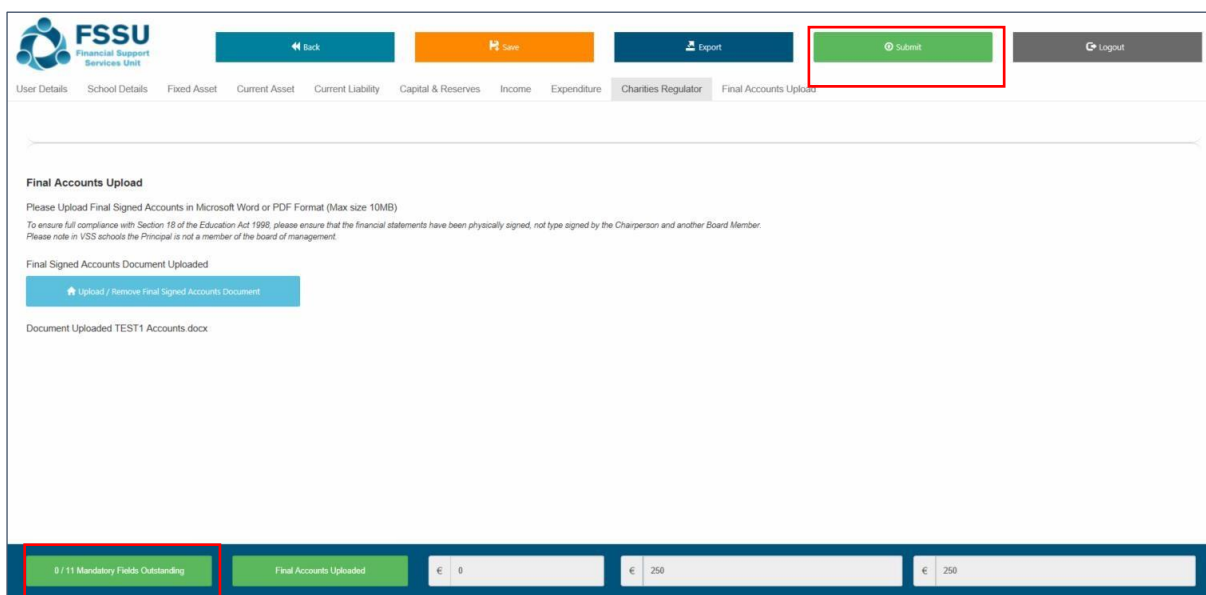 FSSU
Financial Support
Services Unit
Back
Save
Export
Submit
Logout
User Details
School Details
Fixed Asset
Current Asset
Current Liability
Capital & Reserves
Income
Expenditure
Charities Regulator
Final Accounts Upload
Final Accounts Upload
Please Upload Final Signed Accounts in Microsoft Word or PDF Format (Max size 10MB)
To ensure full compliance with Section 18 of the Education Act 1998, please ensure that the financial statements have been physically signed, not type signed by the Chairperson and another Board Member.
Please note in VSS schools the Principal is not a member of the board of management.
Final Signed Accounts Document Uploaded
Upload / Remove Final Signed Accounts Document
Document Uploaded TEST1 Accounts.docx
0 / 11 Mandatory Fields Outstanding
Final Accounts Uploaded
€ 0
€ 250
€ 250